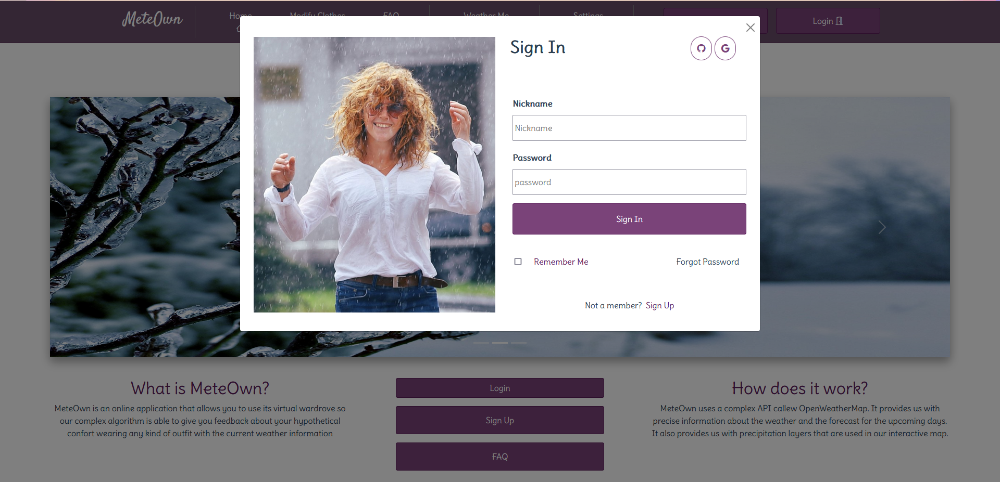 MeteOwn
Home
Modify Clothes
FAQ
Weather Me
Settings
Login
Sign In
Nickname
Nickname
Password
password
Sign In
Remember Me
Forgot Password
Not a member? Sign Up
What is MeteOwn?
MeteOwn is an online application that allows you to use its virtual wardrove so
our complex algorithm is able to give you feedback about your hypothetical
confort wearing any kind of outfit with the current weather information
Login
Sign Up
FAQ
How does it work?
MeteOwn uses a complex API callew OpenWeatherMap. It provides us with
precise information about the weather and the forecast for the upcoming days.
It also provides us with precipitation layers that are used in our interactive map.